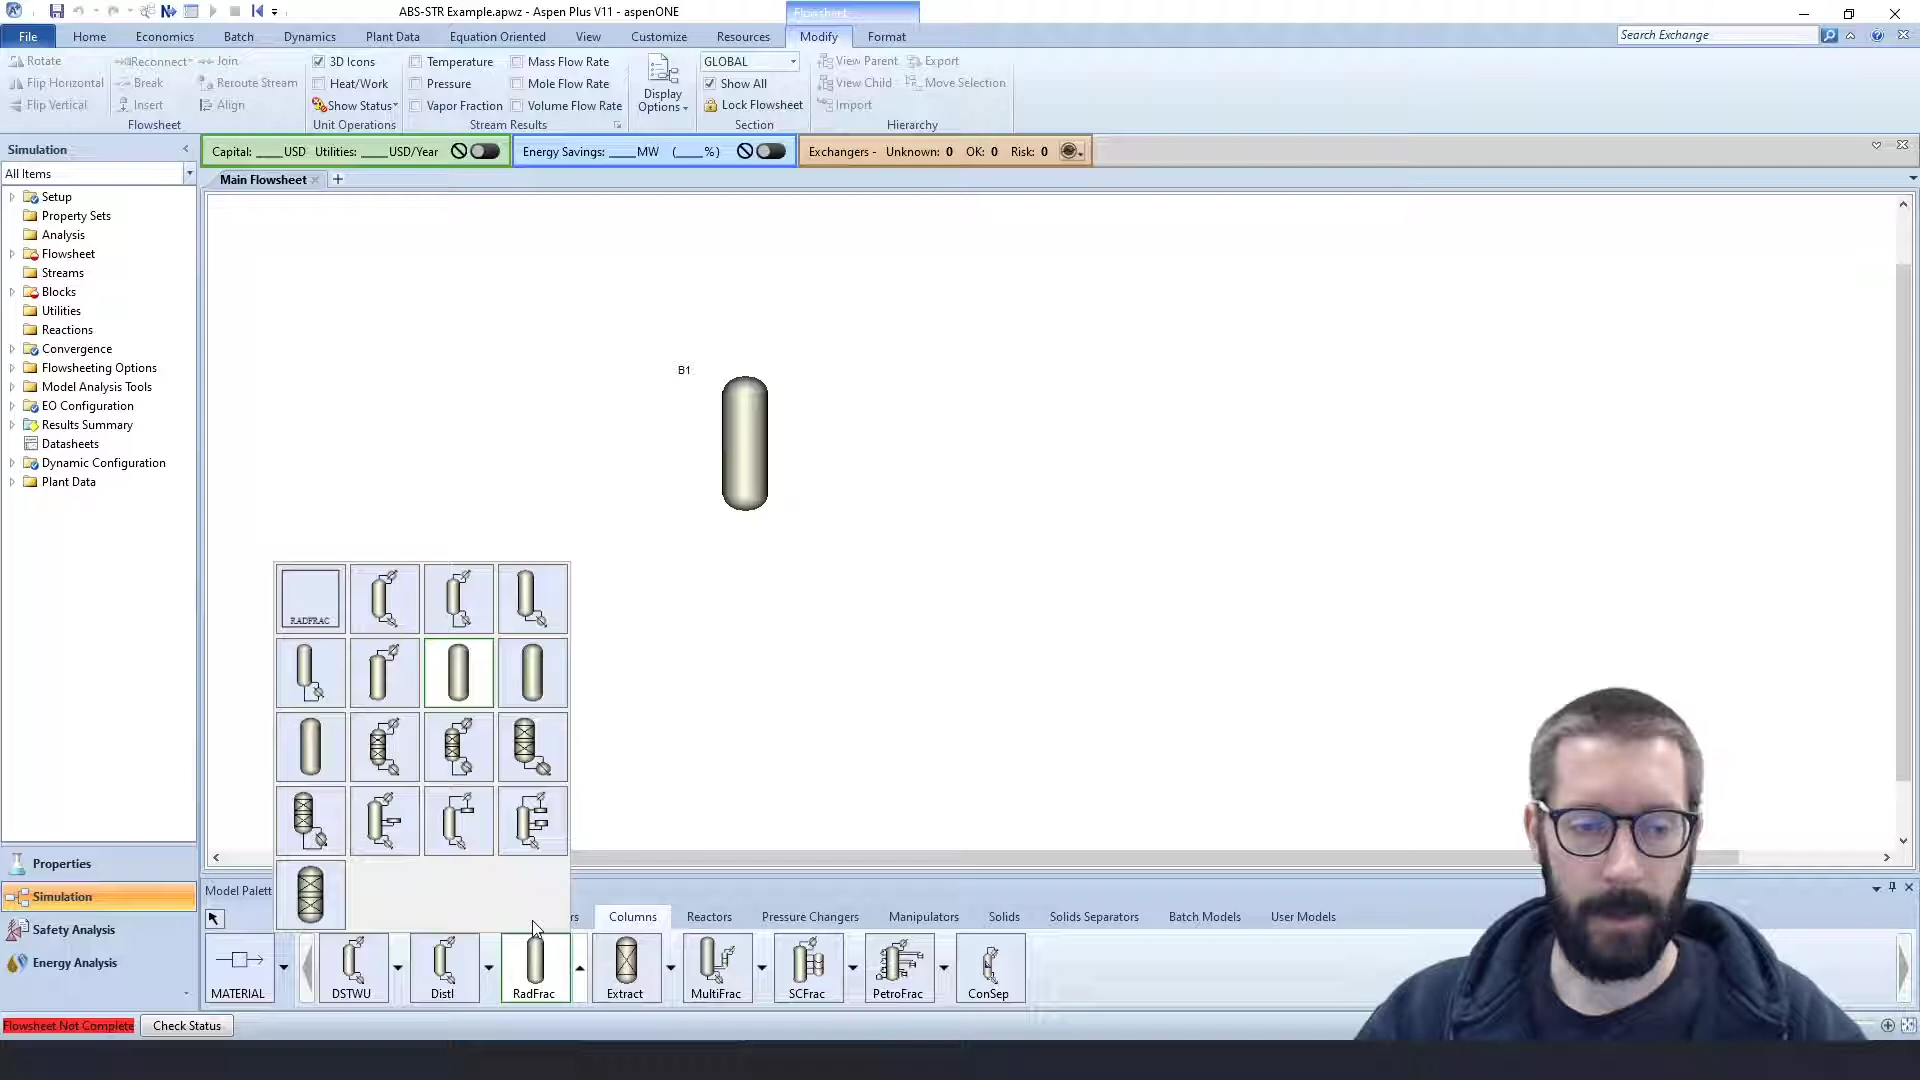 ABS-STR Example.apwz - Aspen Plus V11 - aspenONE
Flowsheet
File Home Economics Batch Dynamics Plant Data Equation Oriented View Customize Resources Modify Format
Search Exchange
Rotate Reconnect Join
Flip Horizontal Break Reroute Stream
Flip Vertical Insert Align
Flowsheet
3D Icons
Heat/Work
Show Status
Unit Operations
Temperature Mass Flow Rate
Pressure Mole Flow Rate
Vapor Fraction Volume Flow Rate
Stream Results
Display
Options
GLOBAL
Show All
Lock Flowsheet
Section
View Parent Export
View Child Move Selection
Import
Hierarchy
Capital: ____USD Utilities: ____USD/Year
Energy Savings: ____MW (____%)
Exchangers - Unknown: 0 OK: 0 Risk: 0
Simulation
All Items
Main Flowsheet
Setup
Property Sets
Analysis
Flowsheet
Streams
Blocks
Utilities
Reactions
Convergence
Flowsheeting Options
Model Analysis Tools
EO Configuration
Results Summary
Datasheets
Dynamic Configuration
Plant Data
B1
RADFRAC
Properties
Simulation
Safety Analysis
Energy Analysis
Model Palett
rs Columns Reactors Pressure Changers Manipulators Solids Solids Separators Batch Models User Models
MATERIAL DSTWU Distl RadFrac Extract MultiFrac SCFrac PetroFrac ConSep
Flowsheet Not Complete Check Status